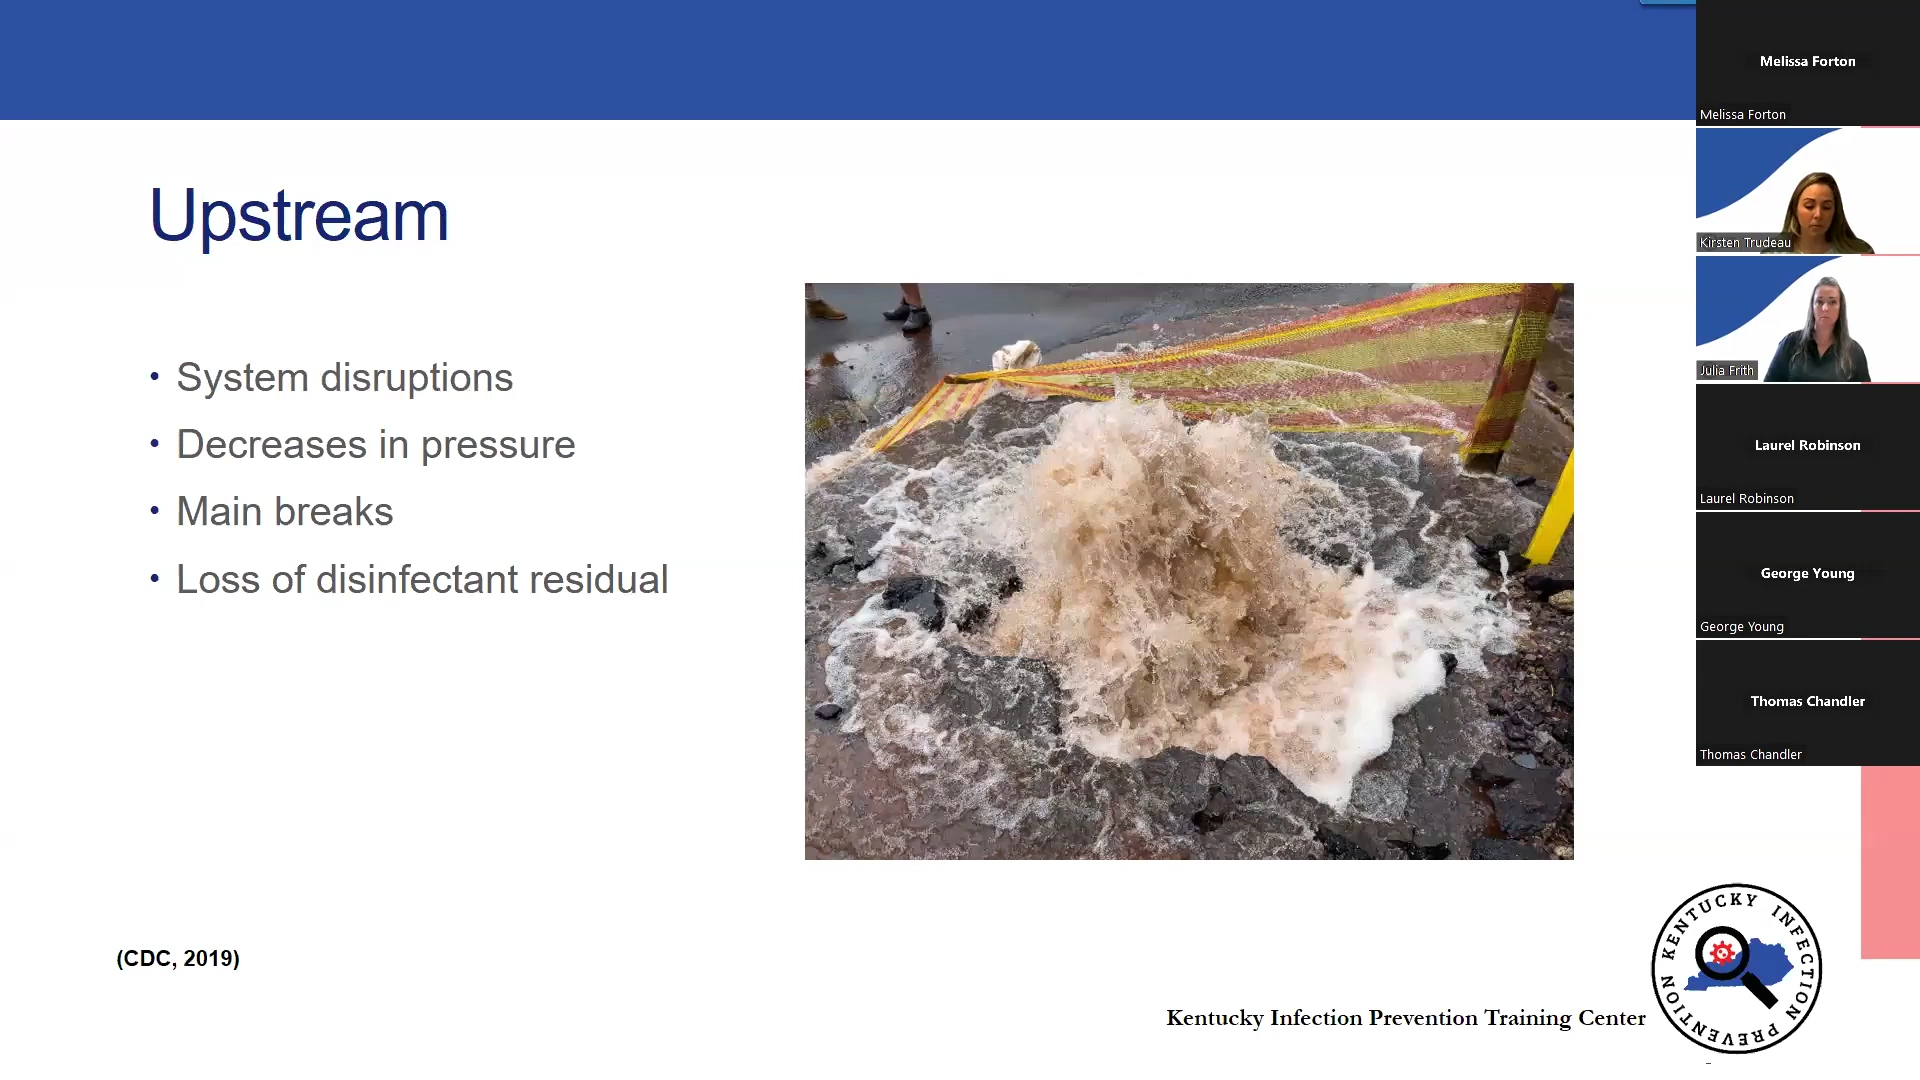 Upstream
• System disruptions
• Decreases in pressure
• Main breaks
• Loss of disinfectant residual
(CDC, 2019)
Kentucky Infection Prevention Training Center
KENTUCKY INFECTION PREVENTION
Melissa Forton
Melissa Forton
Kirsten Trudeau
Julia Frith
Laurel Robinson
Laurel Robinson
George Young
George Young
Thomas Chandler
Thomas Chandler